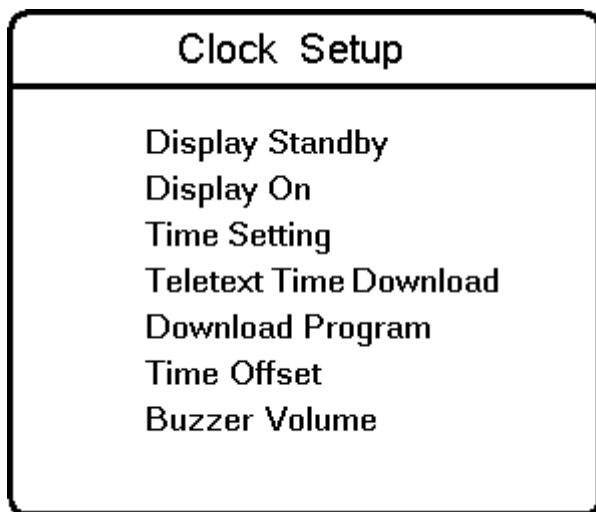 Clock Setup
Display Standby
Display On
Time Setting
Teletext Time Download
Download Program
Time Offset
Buzzer Volume